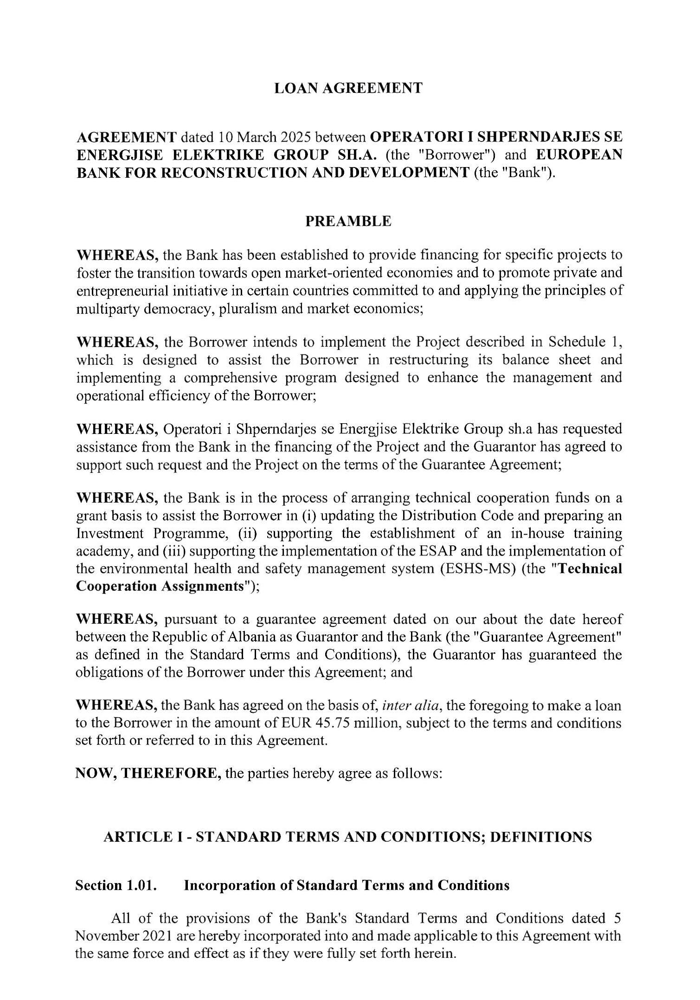 LOAN AGREEMENT
AGREEMENT dated 10 March 2025 between OPERATORI I SHPERNDARJES SE
ENERGJISE ELEKTRIKE GROUP SH.A. (the "Borrower") and EUROPEAN
BANK FOR RECONSTRUCTION AND DEVELOPMENT (the "Bank").
PREAMBLE
WHEREAS, the Bank has been established to provide financing for specific projects to
foster the transition towards open market-oriented economies and to promote private and
entrepreneurial initiative in certain countries committed to and applying the principles of
multiparty democracy, pluralism and market economics;
WHEREAS, the Borrower intends to implement the Project described in Schedule 1,
which is designed to assist the Borrower in restructuring its balance sheet and
implementing a comprehensive program designed to enhance the management and
operational efficiency of the Borrower;
WHEREAS, Operatori i Shperndarjes se Energjise Elektrike Group sh.a has requested
assistance from the Bank in the financing of the Project and the Guarantor has agreed to
support such request and the Project on the terms of the Guarantee Agreement;
WHEREAS, the Bank is in the process of arranging technical cooperation funds on a
grant basis to assist the Borrower in (i) updating the Distribution Code and preparing an
Investment Programme, (ii) supporting the establishment of an in-house training
academy, and (iii) supporting the implementation of the ESAP and the implementation of
the environmental health and safety management system (ESHS-MS) (the "Technical
Cooperation Assignments");
WHEREAS, pursuant to a guarantee agreement dated on our about the date hereof
between the Republic of Albania as Guarantor and the Bank (the "Guarantee Agreement"
as defined in the Standard Terms and Conditions), the Guarantor has guaranteed the
obligations of the Borrower under this Agreement; and
WHEREAS, the Bank has agreed on the basis of, inter alia, the foregoing to make a loan
to the Borrower in the amount of EUR 45.75 million, subject to the terms and conditions
set forth or referred to in this Agreement.
NOW, THEREFORE, the parties hereby agree as follows:
ARTICLE I - STANDARD TERMS AND CONDITIONS; DEFINITIONS
Section 1.01. Incorporation of Standard Terms and Conditions
All of the provisions of the Bank's Standard Terms and Conditions dated 5
November 2021 are hereby incorporated into and made applicable to this Agreement with
the same force and effect as if they were fully set forth herein.